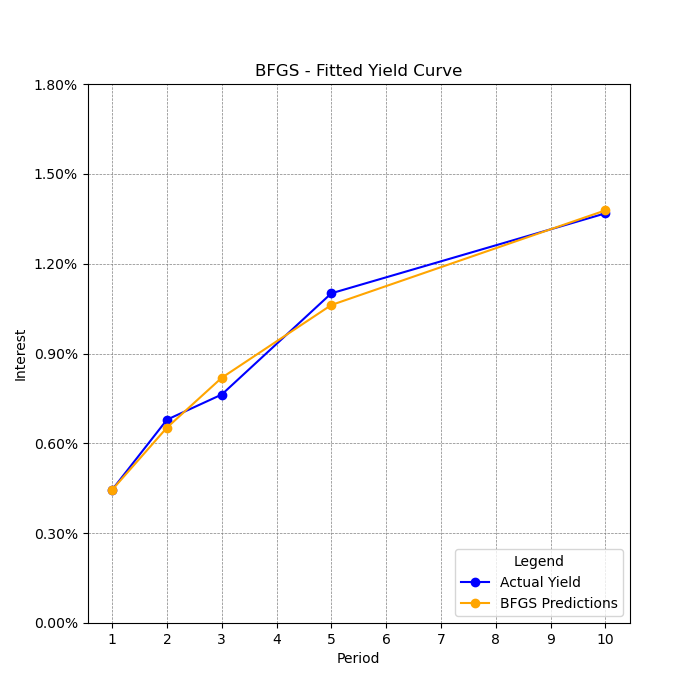 BFGS - Fitted Yield Curve
1.80%
1.50%
1.20%
0.90%
0.60%
0.30%
0.00%
Interest
1 2 3 4 5 6 7 8 9 10
Period
Legend
Actual Yield
BFGS Predictions